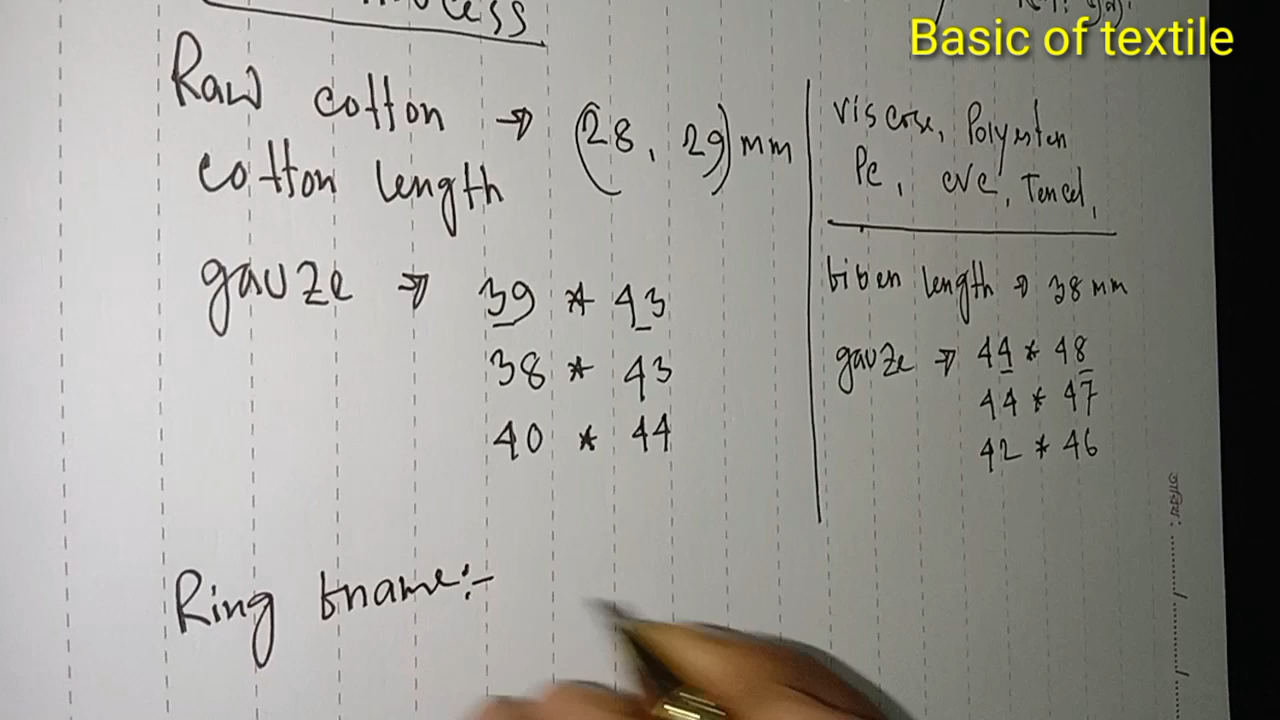 Basic of textile
Raw cotton ⇒ (28, 29) mm
cotton length
gauze ⇒ 39 * 43
38 * 43
40 * 44
viscose, Polyester
PC, CVC, Tencel,
fiber length ⇒ 38 mm
gauze ⇒ 44 * 48
44 * 47
42 * 46
Ring frame:-